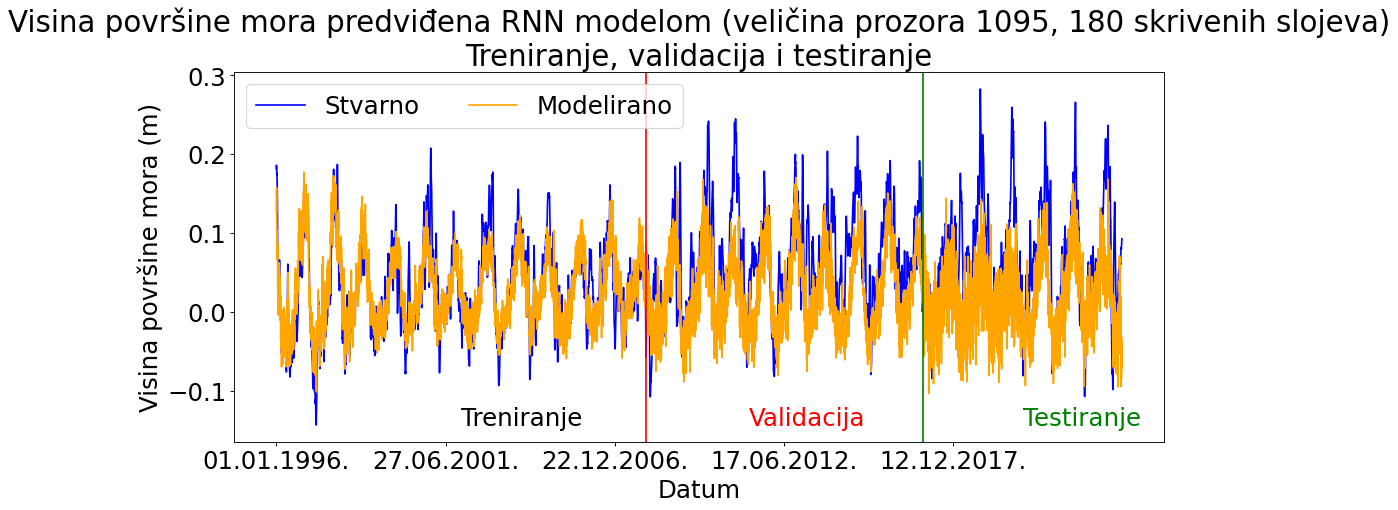 Visina površine mora predviđena RNN modelom (veličina prozora 1095, 180 skrivenih slojeva)
Treniranje, validacija i testiranje
Stvarno Modelirano
Visina površine mora (m)
0.3
0.2
0.1
0.0
−0.1
Treniranje Validacija Testiranje
01.01.1996. 27.06.2001. 22.12.2006. 17.06.2012. 12.12.2017.
Datum